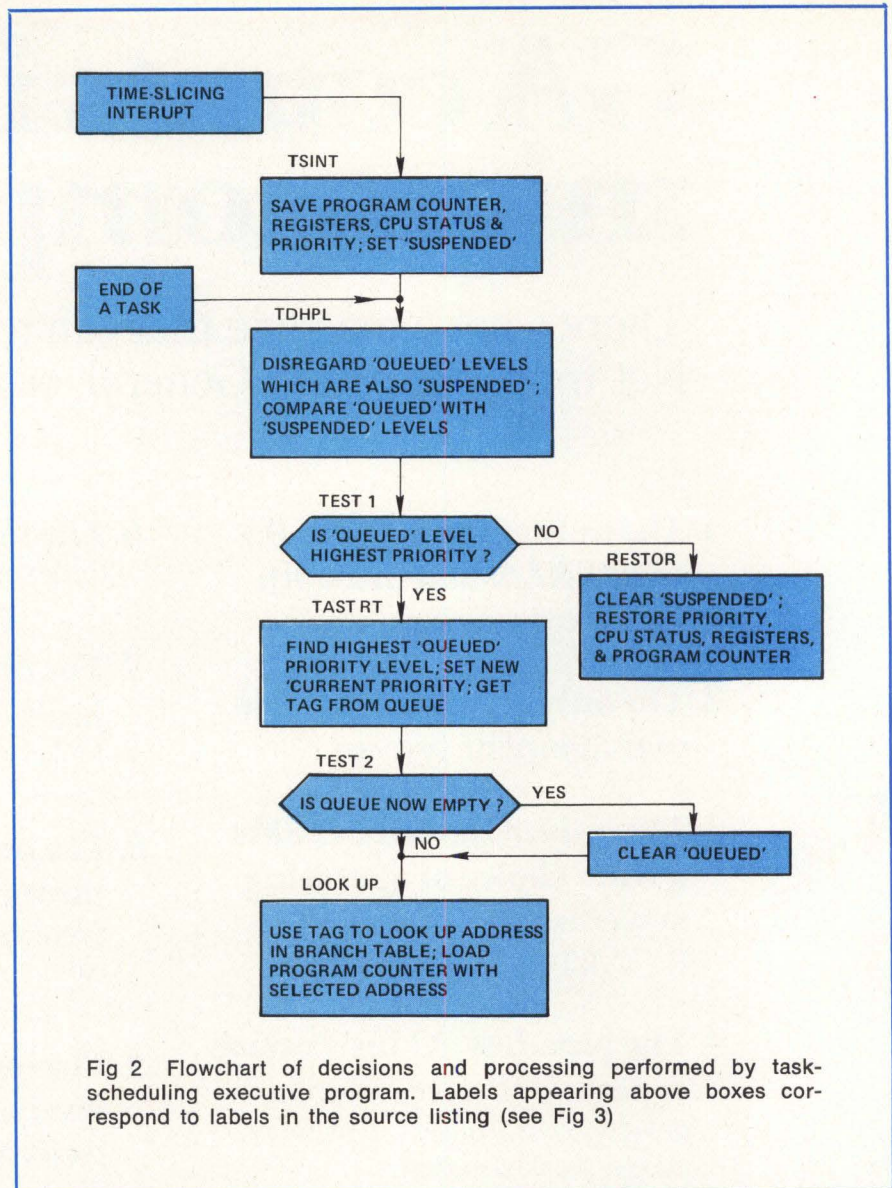 TIME-SLICING
INTERUPT
TSINT
SAVE PROGRAM COUNTER,
REGISTERS, CPU STATUS &
PRIORITY; SET 'SUSPENDED'
END OF
A TASK
TDHPL
DISREGARD 'QUEUED' LEVELS
WHICH ARE ALSO 'SUSPENDED';
COMPARE 'QUEUED' WITH
'SUSPENDED' LEVELS
TEST 1
IS 'QUEUED' LEVEL
HIGHEST PRIORITY ?
NO
RESTOR
CLEAR 'SUSPENDED';
RESTORE PRIORITY,
CPU STATUS, REGISTERS,
& PROGRAM COUNTER
YES
TAST RT
FIND HIGHEST 'QUEUED'
PRIORITY LEVEL; SET NEW
'CURRENT PRIORITY; GET
TAG FROM QUEUE
TEST 2
IS QUEUE NOW EMPTY ?
YES
CLEAR 'QUEUED'
NO
LOOK UP
USE TAG TO LOOK UP ADDRESS
IN BRANCH TABLE; LOAD
PROGRAM COUNTER WITH
SELECTED ADDRESS
Fig 2 Flowchart of decisions and processing performed by task-
scheduling executive program. Labels appearing above boxes cor-
respond to labels in the source listing (see Fig 3)